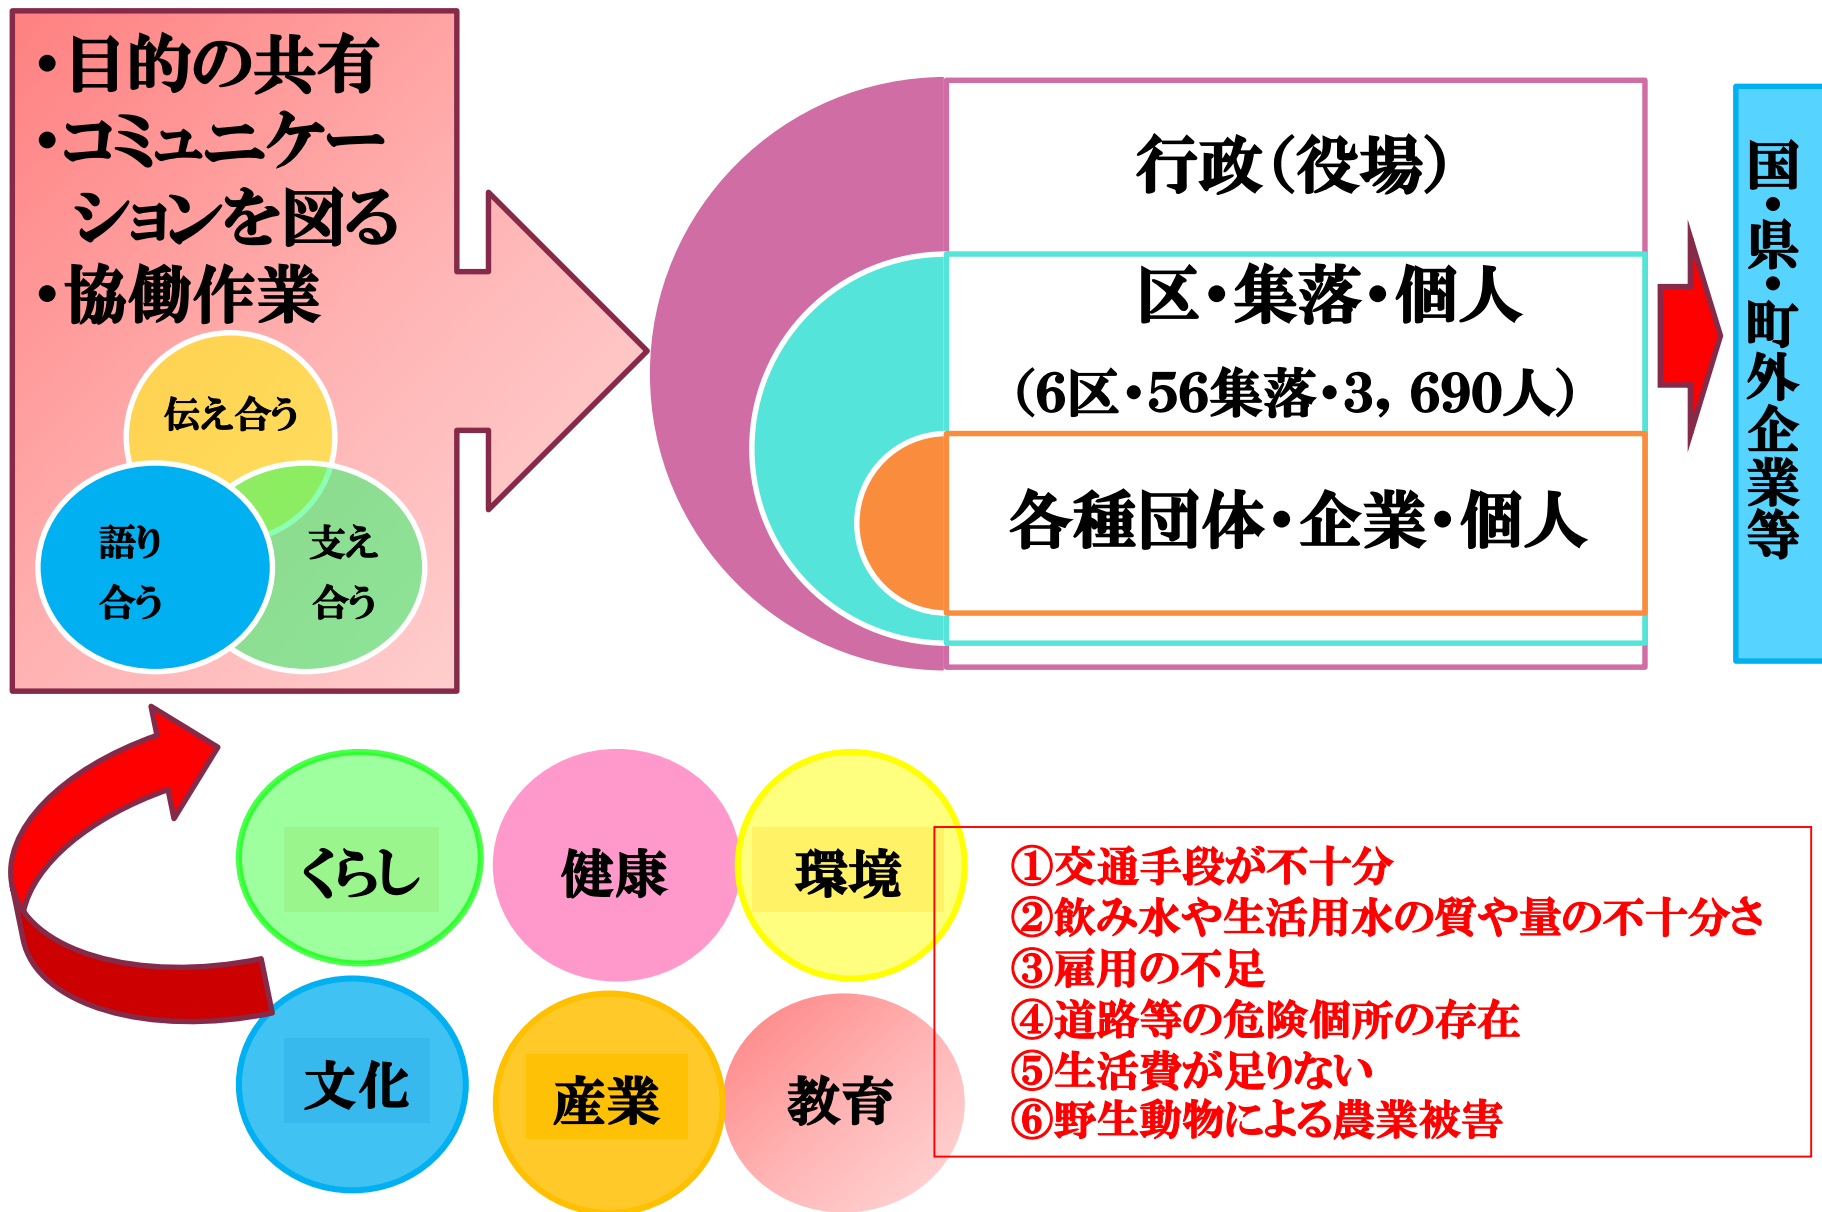 ・目的の共有
・コミュニケー
ションを図る
・協働作業
伝え合う
語り
合う
支え
合う
行政（役場）
区・集落・個人
（6区・56集落・3，690人）
各種団体・企業・個人
国・県・町外企業等
くらし
健康
環境
文化
産業
教育
①交通手段が不十分
②飲み水や生活用水の質や量の不十分さ
③雇用の不足
④道路等の危険個所の存在
⑤生活費が足りない
⑥野生動物による農業被害